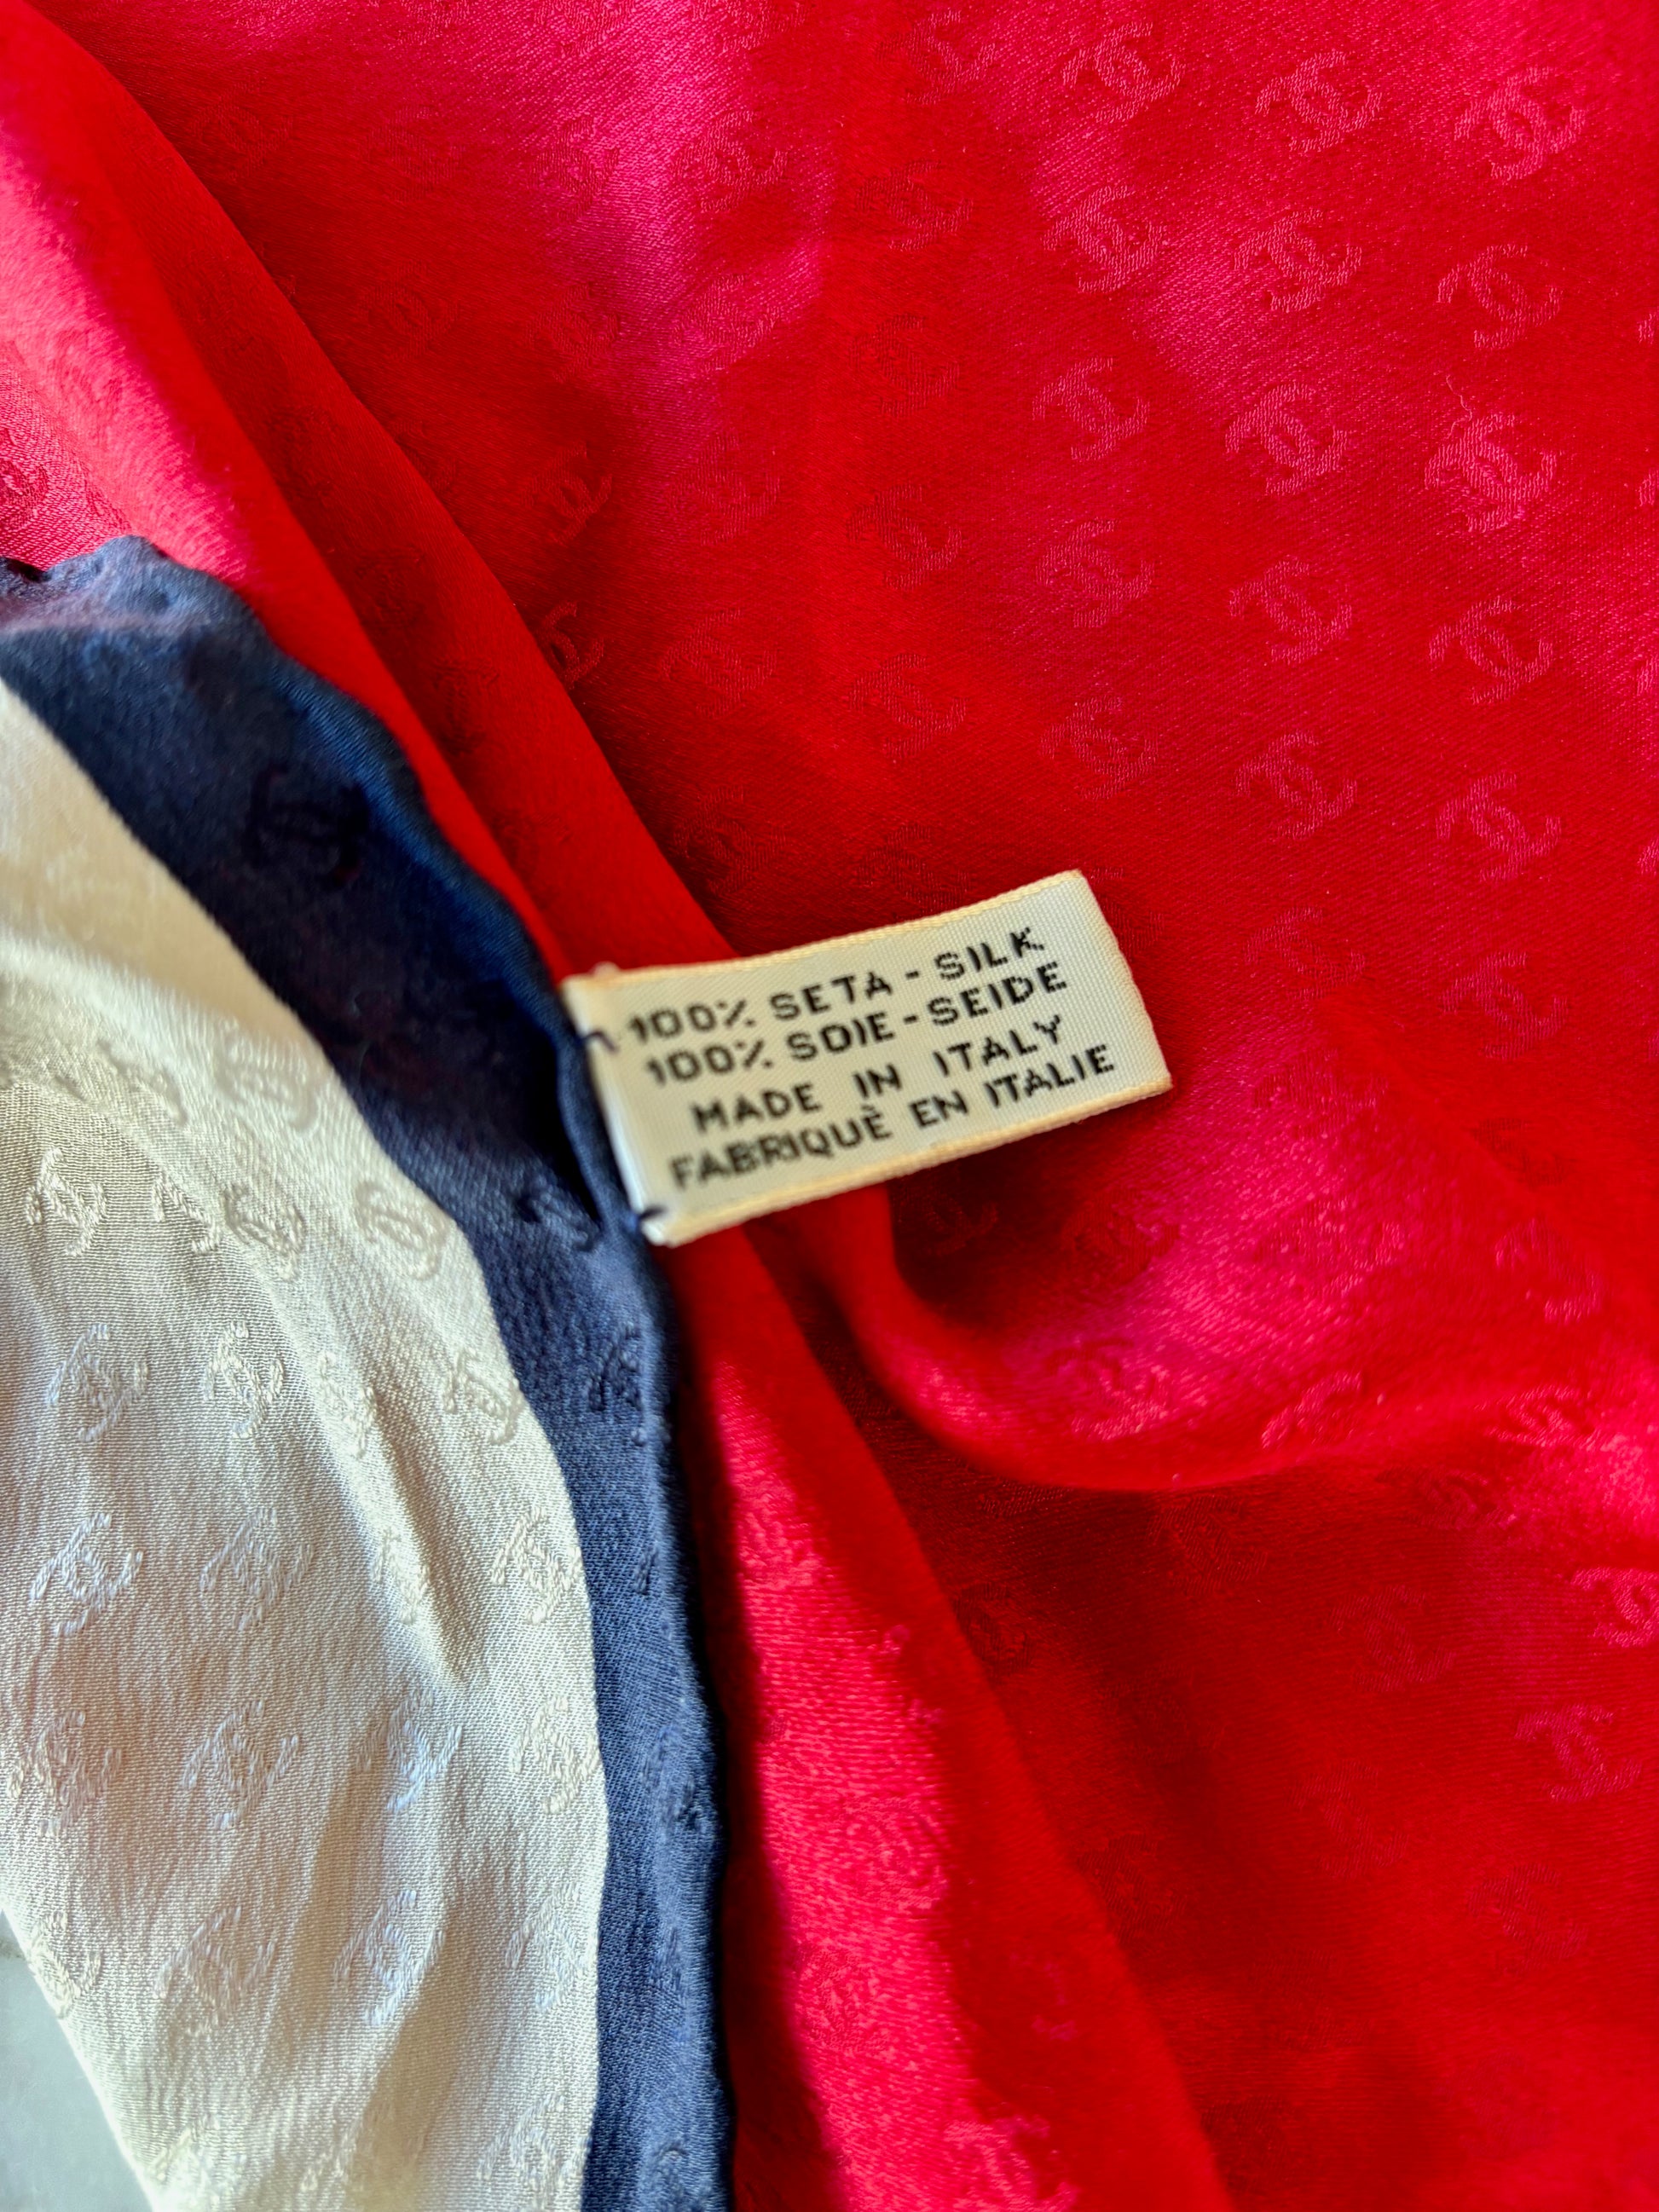 100% SETA - SILK
100% SOIE - SEIDE
MADE IN ITALY
FABRIQUÈ EN ITALIE